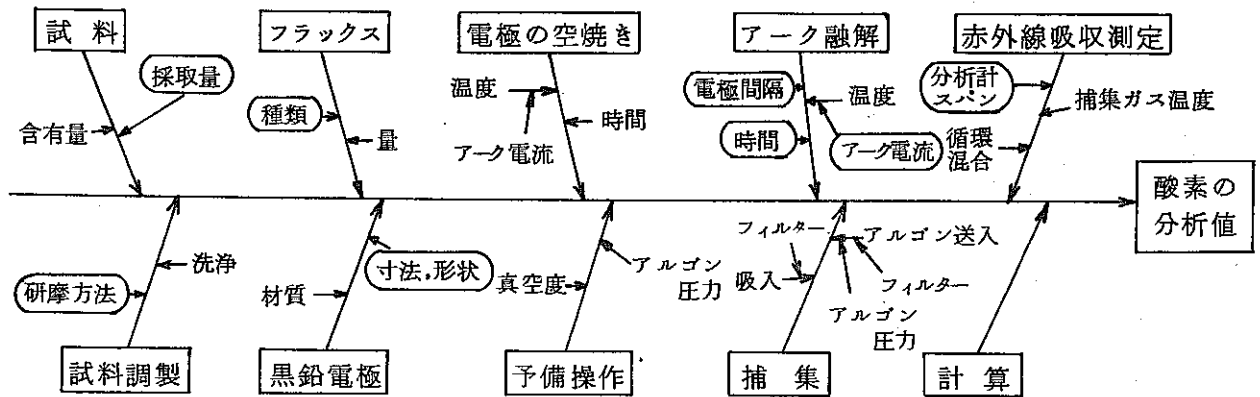 試料
フラックス
電極の空焼き
アーク融解
赤外線吸収測定
採取量
含有量
種類
量
温度
時間
アーク電流
電極間隔
温度
時間
アーク電流
分析計
スパン
捕集ガス温度
循環
混合
酸素の
分析値
洗浄
研摩方法
寸法.形状
材質
アルゴン
圧力
真空度
フィルター
吸入
アルゴン送入
フィルター
アルゴン
圧力
試料調製
黒鉛電極
予備操作
捕集
計算